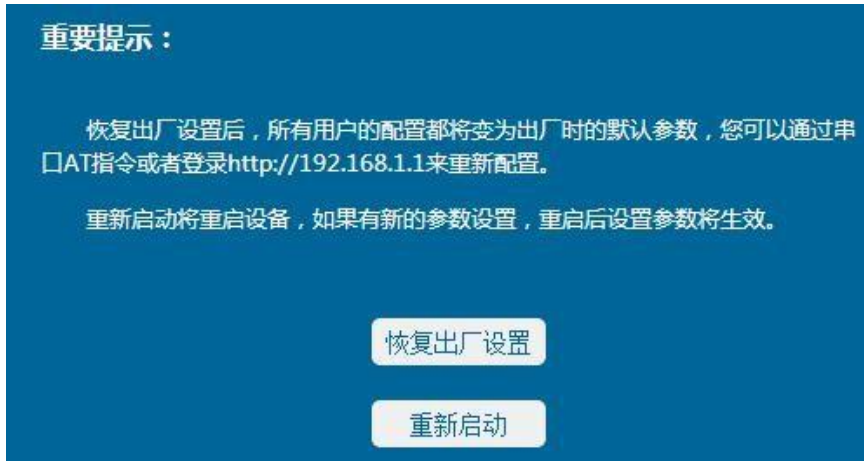 重要提示：
恢复出厂设置后，所有用户的配置都将变为出厂时的默认参数，您可以通过串
口AT指令或者登录http://192.168.1.1来重新配置。
重新启动将重启设备，如果有新的参数设置，重启后设置参数将生效。
恢复出厂设置
重新启动